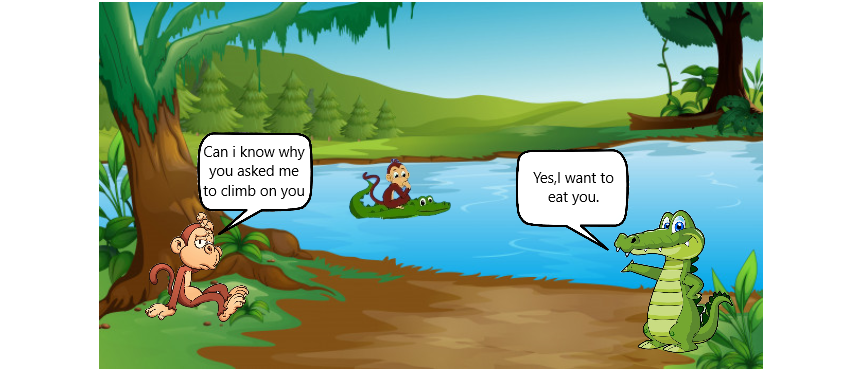 Can i know why
you asked me
to climb on you
Yes,I want to
eat you.